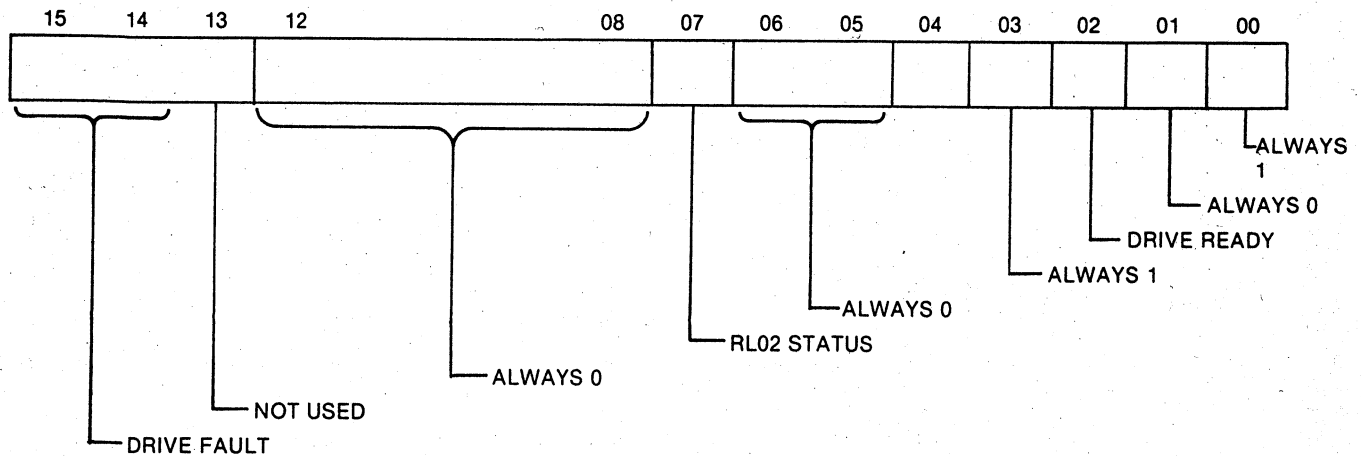 15 14 13 12 08 07 06 05 04 03 02 01 00
ALWAYS
1
ALWAYS 0
DRIVE READY
ALWAYS 1
ALWAYS 0
RL02 STATUS
ALWAYS 0
NOT USED
DRIVE FAULT